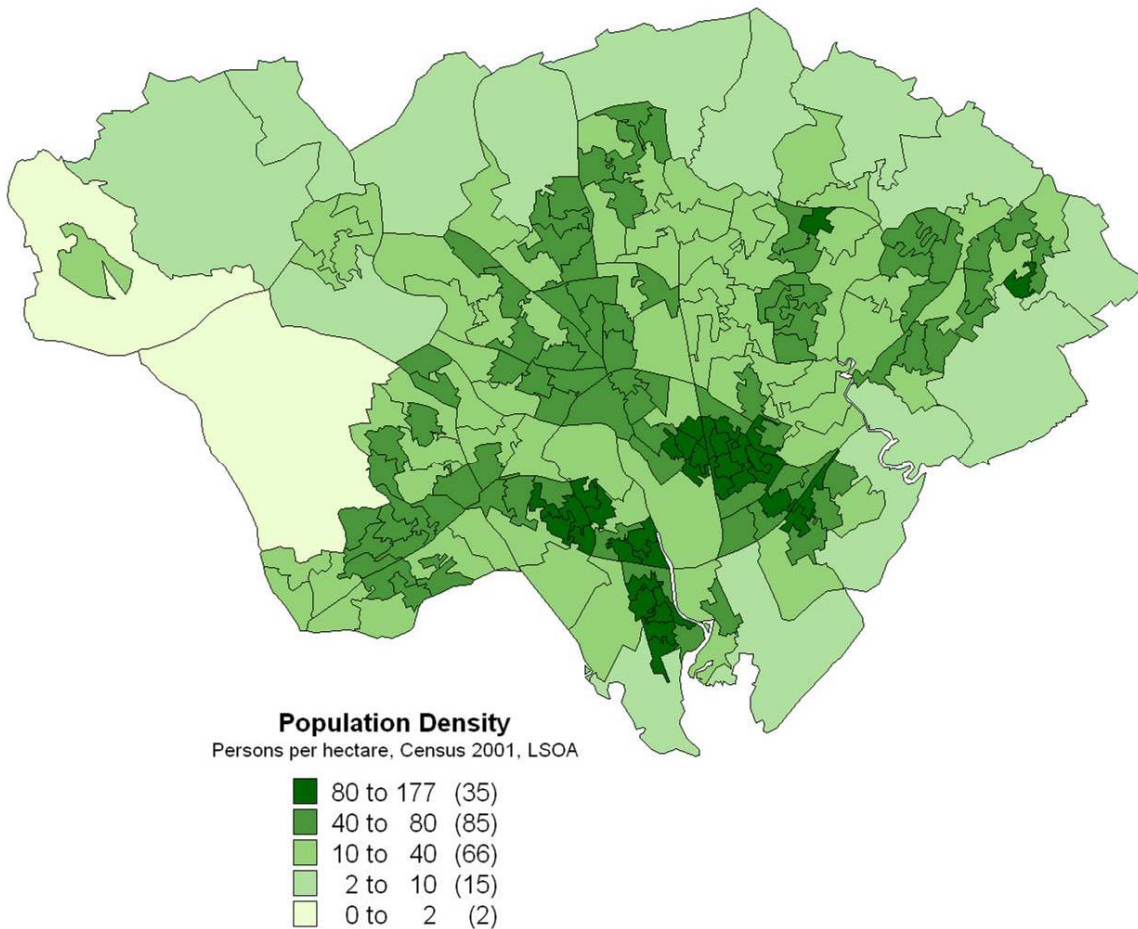 Population Density
Persons per hectare, Census 2001, LSOA
80 to 177 (35)
40 to 80 (85)
10 to 40 (66)
2 to 10 (15)
0 to 2 (2)